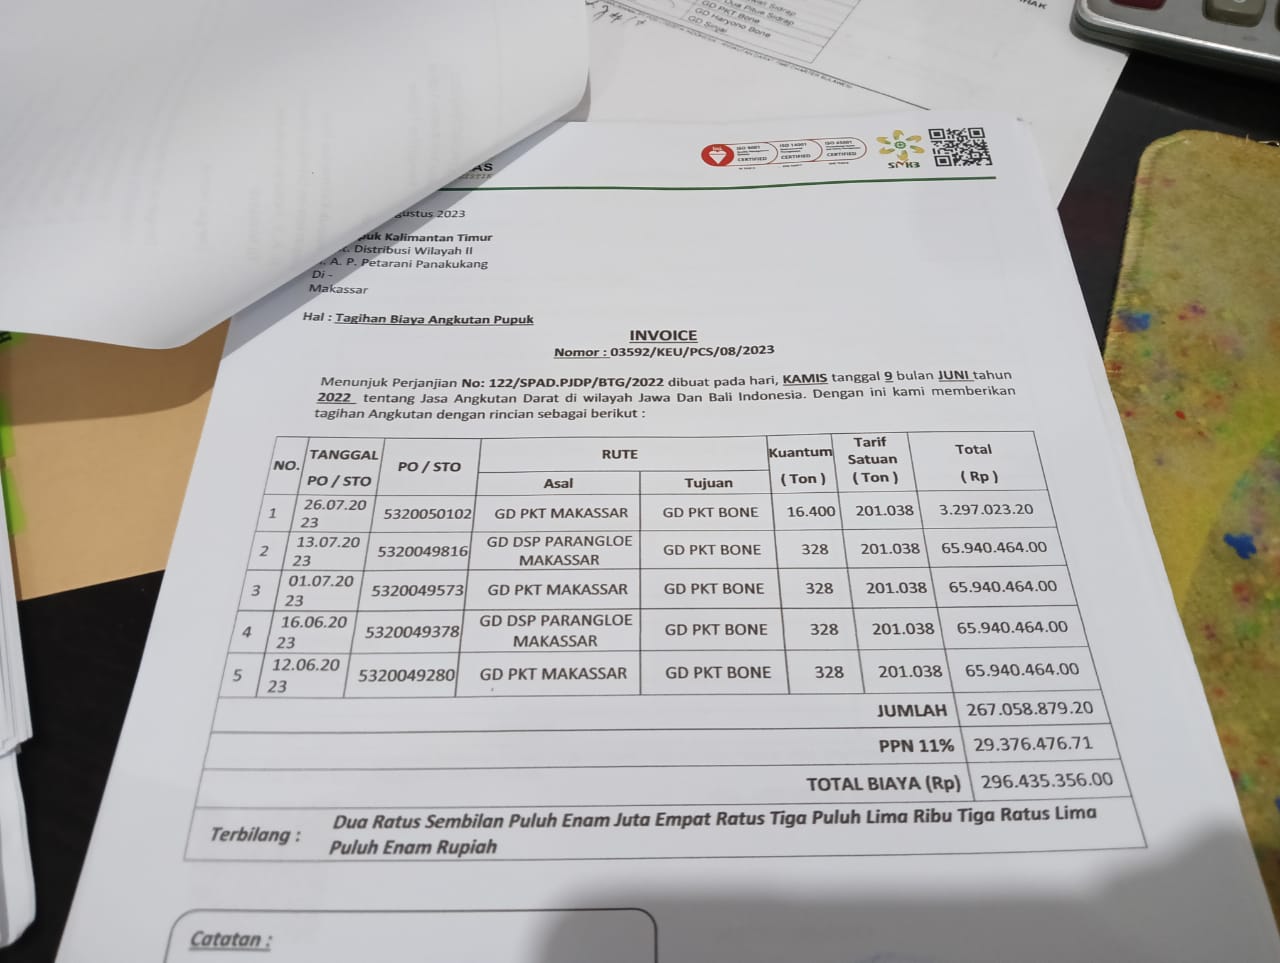 Dua Pitue Sidrap
GD PKT Bone
GD Haryono Bone
GD Sinjai
AS
ISO 9001
CERTIFIED
ISO 14001
CERTIFIED
ISO 45001
CERTIFIED
SMK3
gustus 2023
puk Kalimantan Timur
Distribusi Wilayah II
A. P. Petarani Panakukang
Di -
Makassar
Hal : Tagihan Biaya Angkutan Pupuk
INVOICE
Nomor : 03592/KEU/PCS/08/2023
Menunjuk Perjanjian No: 122/SPAD.PJDP/BTG/2022 dibuat pada hari, KAMIS tanggal 9 bulan JUNI tahun
2022 tentang Jasa Angkutan Darat di wilayah Jawa Dan Bali Indonesia. Dengan ini kami memberikan
tagihan Angkutan dengan rincian sebagai berikut :
NO. TANGGAL PO / STO PO / STO RUTE Asal Tujuan Kuantum ( Ton ) Tarif Satuan ( Ton ) Total ( Rp )
1 26.07.2023 5320050102 GD PKT MAKASSAR GD PKT BONE 16.400 201.038 3.297.023.20
2 13.07.2023 5320049816 GD DSP PARANGLOE MAKASSAR GD PKT BONE 328 201.038 65.940.464.00
3 01.07.2023 5320049573 GD PKT MAKASSAR GD PKT BONE 328 201.038 65.940.464.00
4 16.06.2023 5320049378 GD DSP PARANGLOE MAKASSAR GD PKT BONE 328 201.038 65.940.464.00
5 12.06.2023 5320049280 GD PKT MAKASSAR GD PKT BONE 328 201.038 65.940.464.00
JUMLAH 267.058.879.20
PPN 11% 29.376.476.71
TOTAL BIAYA (Rp) 296.435.356.00
Terbilang : Dua Ratus Sembilan Puluh Enam Juta Empat Ratus Tiga Puluh Lima Ribu Tiga Ratus Lima
Puluh Enam Rupiah
Catatan :